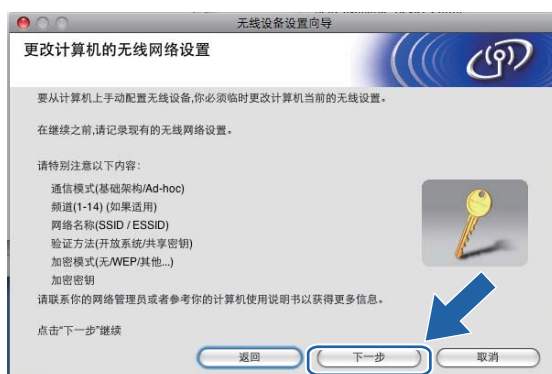 无线设备设置向导
更改计算机的无线网络设置
要从计算机上手动配置无线设备,你必须临时更改计算机当前的无线设置。
在继续之前,请记录现有的无线网络设置。
请特别注意以下内容:
通信模式(基础架构/Ad-hoc)
频道(1-14) (如果适用)
网络名称(SSID / ESSID)
验证方法(开放系统/共享密钥)
加密模式(无/WEP/其他...)
加密密钥
请联系你的网络管理员或者参考你的计算机使用说明书以获得更多信息。
点击"下一步"继续
返回 下一步 取消